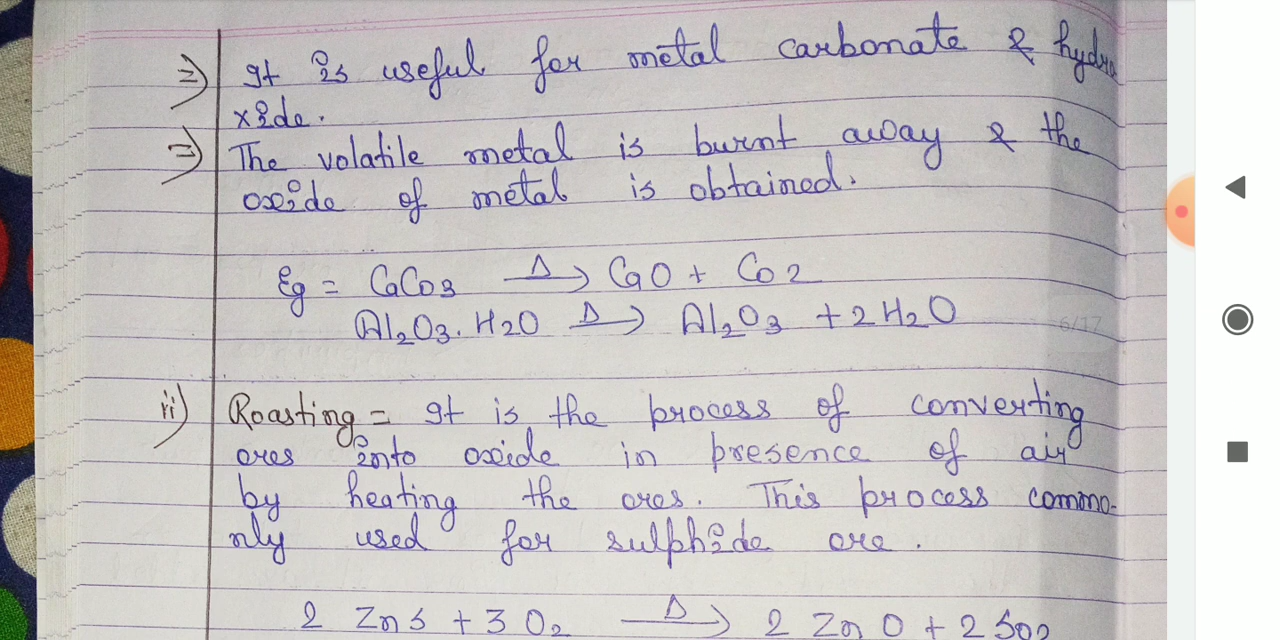 ⇒ It is useful for metal carbonate & hydro
xide.
⇒ The volatile metal is burnt away & the
oxide of metal is obtained.
Eg = CaCo3 —Δ→ CaO + Co2
Al2O3.H2O —Δ→ Al2O3 + 2H2O
6/17
ii) Roasting = It is the process of converting
ores into oxide in presence of air
by heating the ores. This process commo-
nly used for sulphide ore.
2 ZnS + 3 O2 —Δ→ 2 ZnO + 2 So2